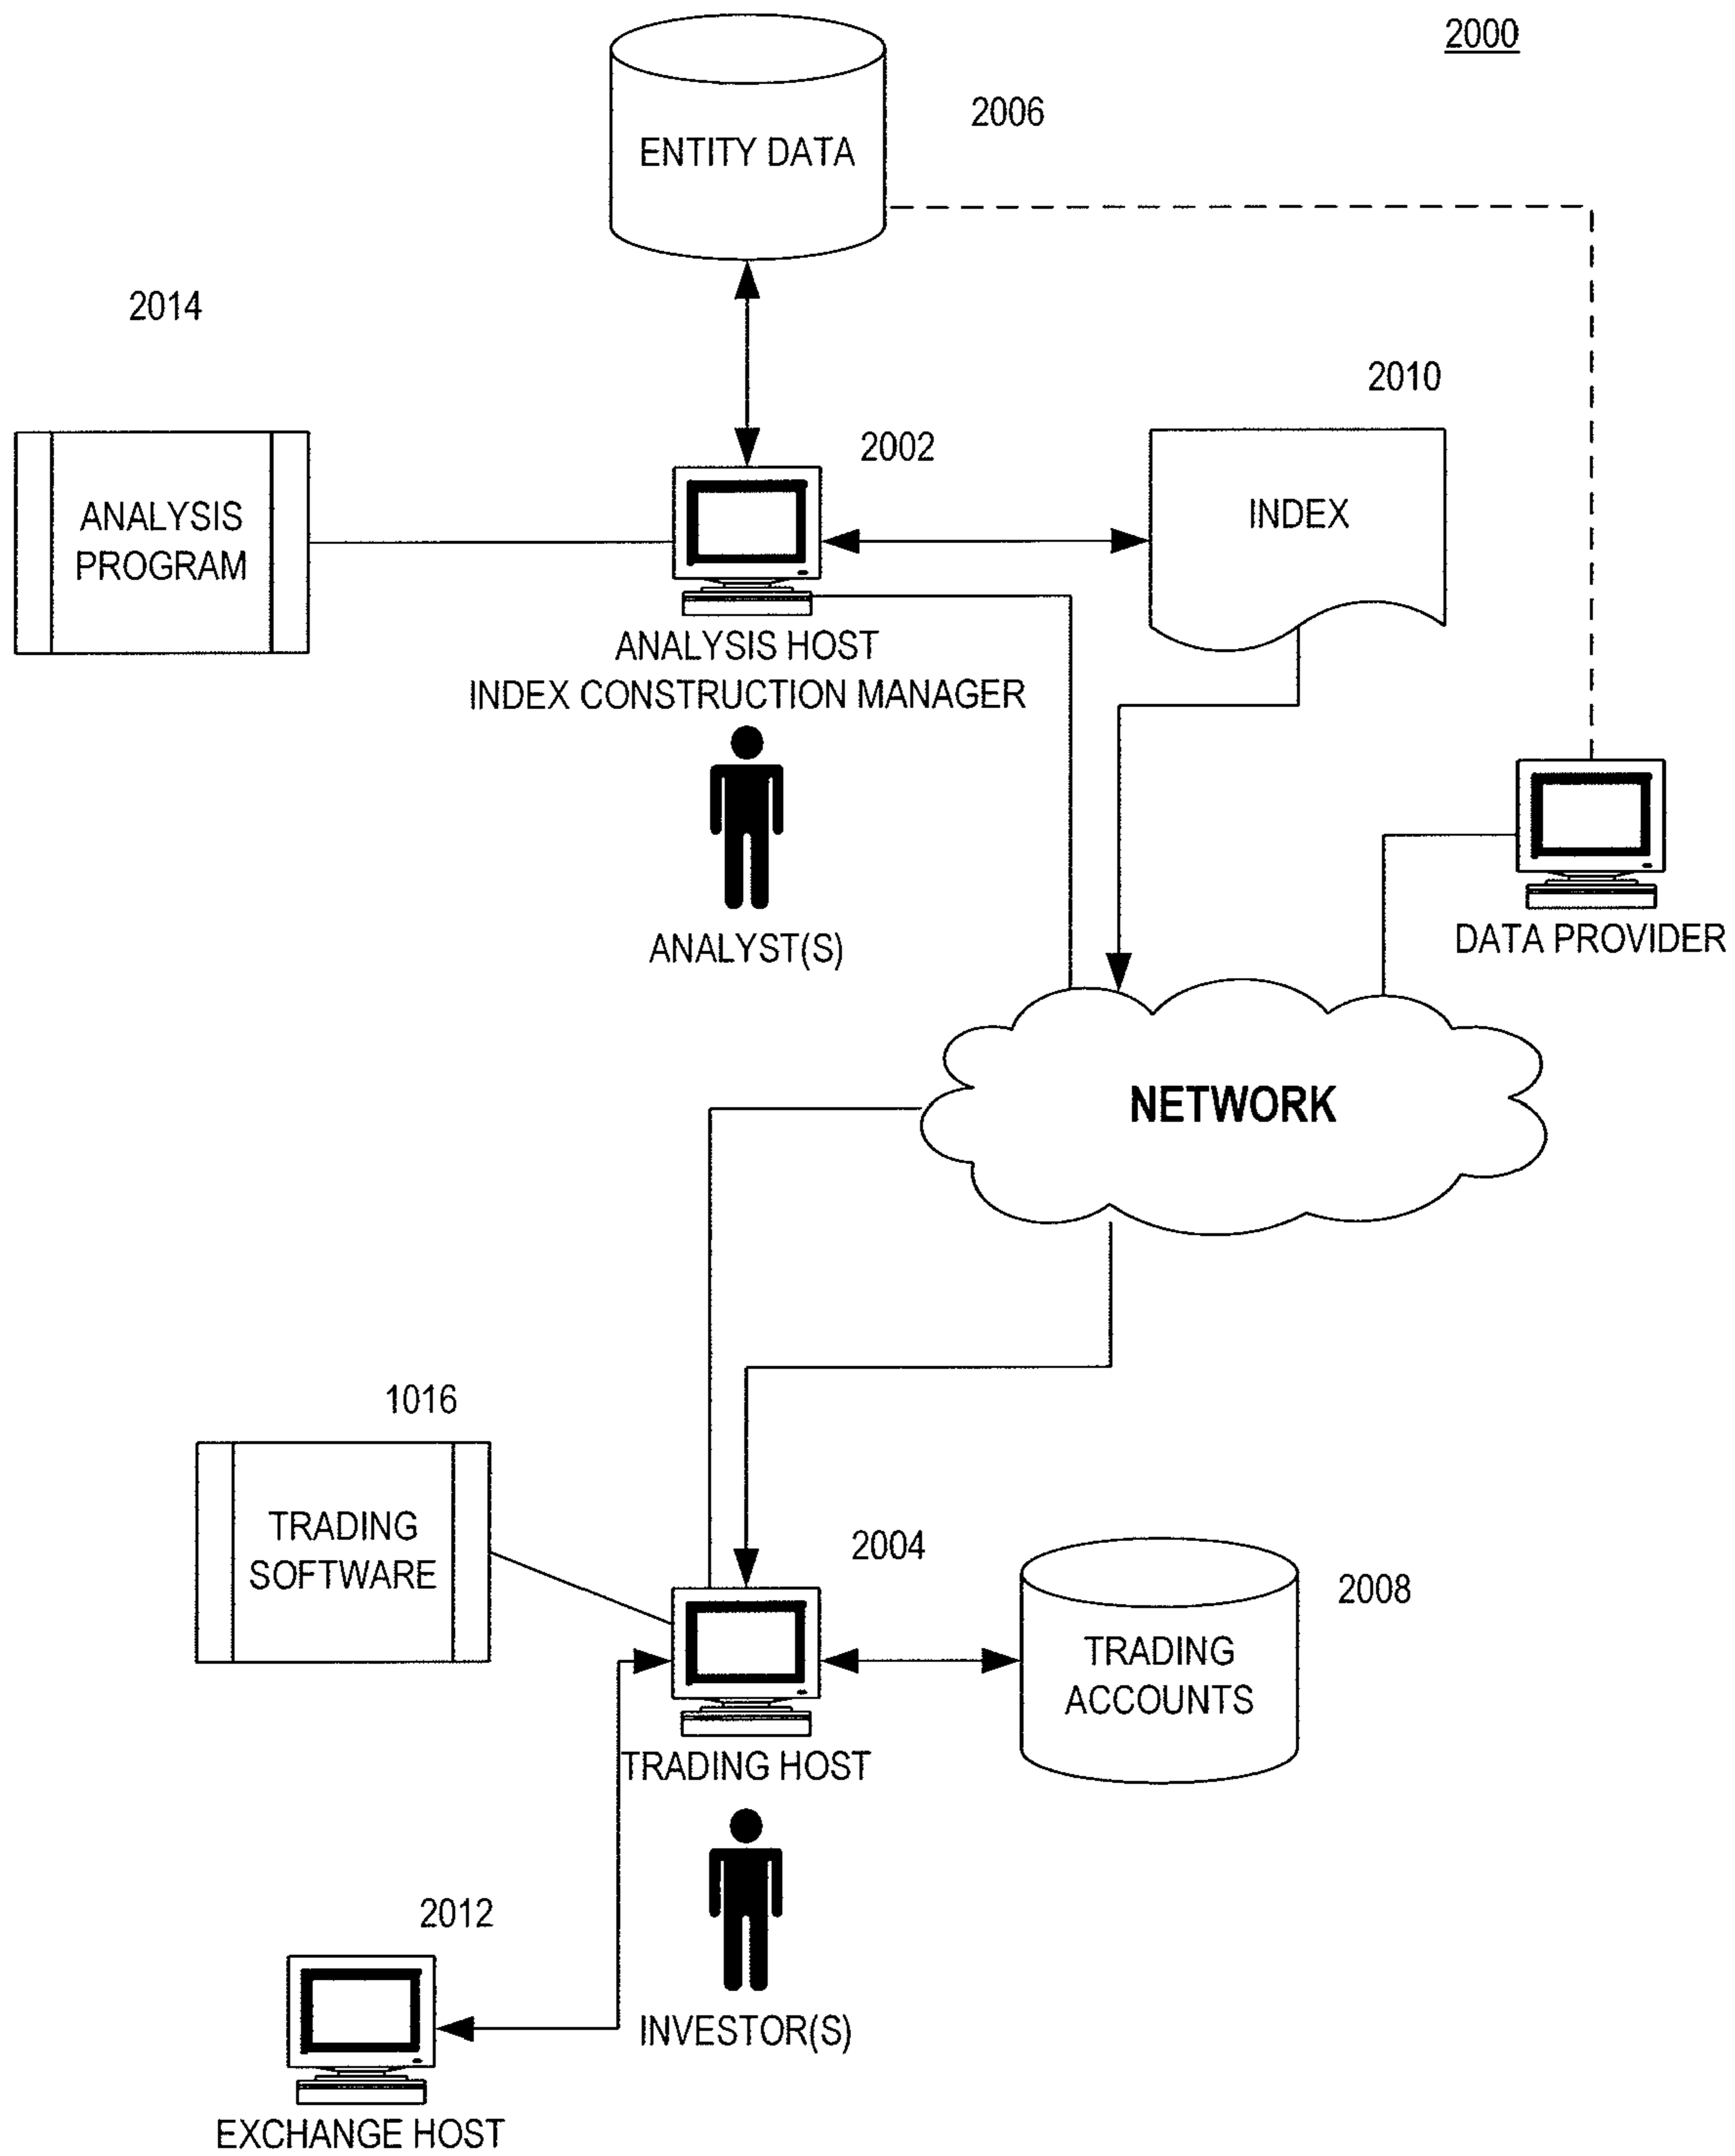 2000
2006
ENTITY DATA
2014
2010
2002
ANALYSIS
PROGRAM
INDEX
ANALYSIS HOST
INDEX CONSTRUCTION MANAGER
ANALYST(S)
DATA PROVIDER
NETWORK
1016
TRADING
SOFTWARE
2004
2008
TRADING
ACCOUNTS
TRADING HOST
2012
INVESTOR(S)
EXCHANGE HOST